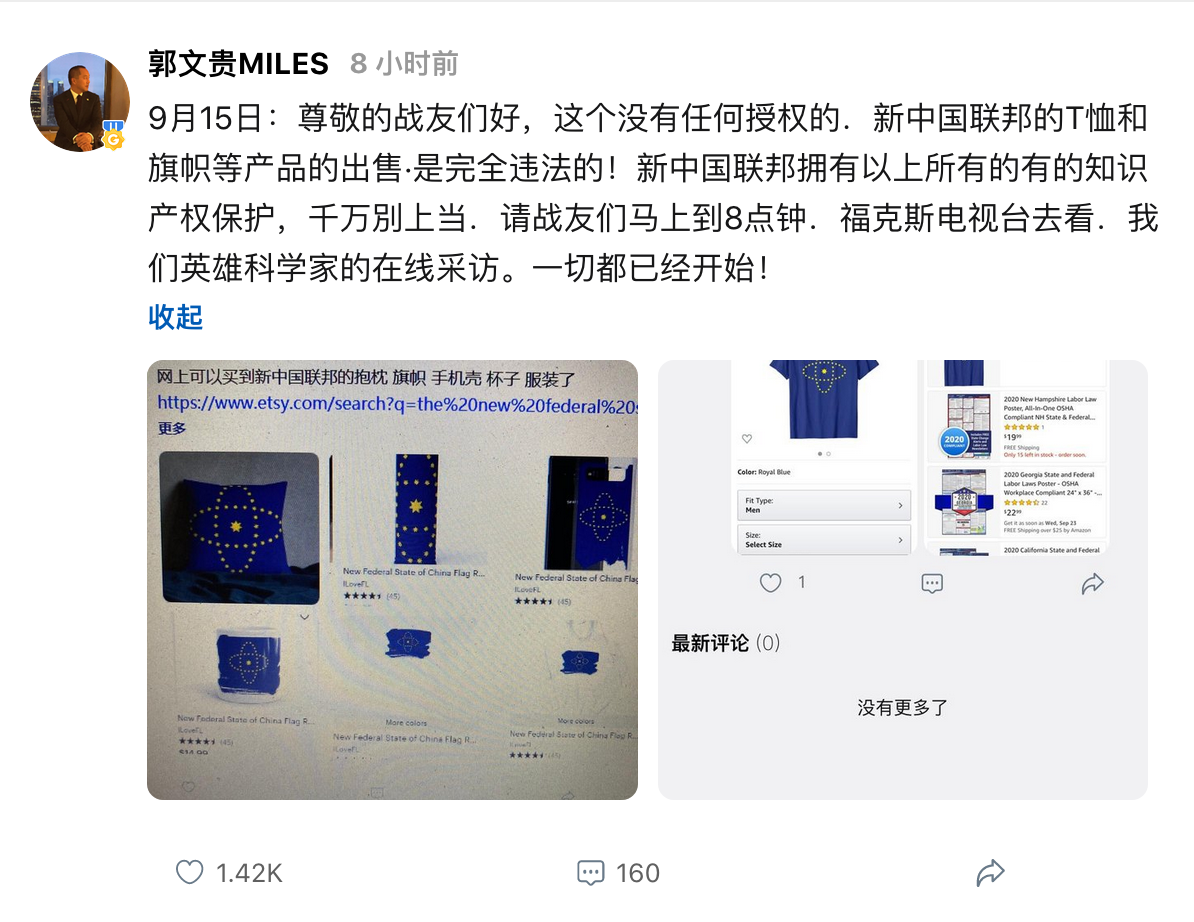 郭文贵MILES 8 小时前
9月15日：尊敬的战友们好，这个没有任何授权的．新中国联邦的T恤和
旗帜等产品的出售·是完全违法的！新中国联邦拥有以上所有的有的知识
产权保护，千万别上当．请战友们马上到8点钟．福克斯电视台去看．我
们英雄科学家的在线采访。一切都已经开始！
收起
网上可以买到新中国联邦的抱枕 旗帜 手机壳 杯子 服装了
https://www.etsy.com/search?q=the%20new%20federal%20s
更多
New Federal State of China Flag R...
ILoveFL
(45)
New Federal State of China Flag
ILoveFL
(45)
New Federal State of China Flag R...
ILoveFL
(45)
$14.99
More colors
New Federal State of China Flag R...
ILoveFL
More colors
New Federal State of China Flag R...
ILoveFL
(45)
Color: Royal Blue
Fit Type:
Men
Size:
Select Size
2020 New Hampshire Labor Law
Poster, All-In-One OSHA
Compliant NH State & Federal...
1
$19⁹⁹
FREE Shipping
Only 15 left in stock - order soon.
2020
COMPLIANT
2020 Georgia State and Federal
Labor Laws Poster - OSHA
Workplace Compliant 24" x 36" -...
22
$22⁹⁹
Get it as soon as Wed, Sep 23
FREE Shipping over $25 by Amazon
2020 California State and Federal
1
最新评论 (0)
没有更多了
1.42K
160